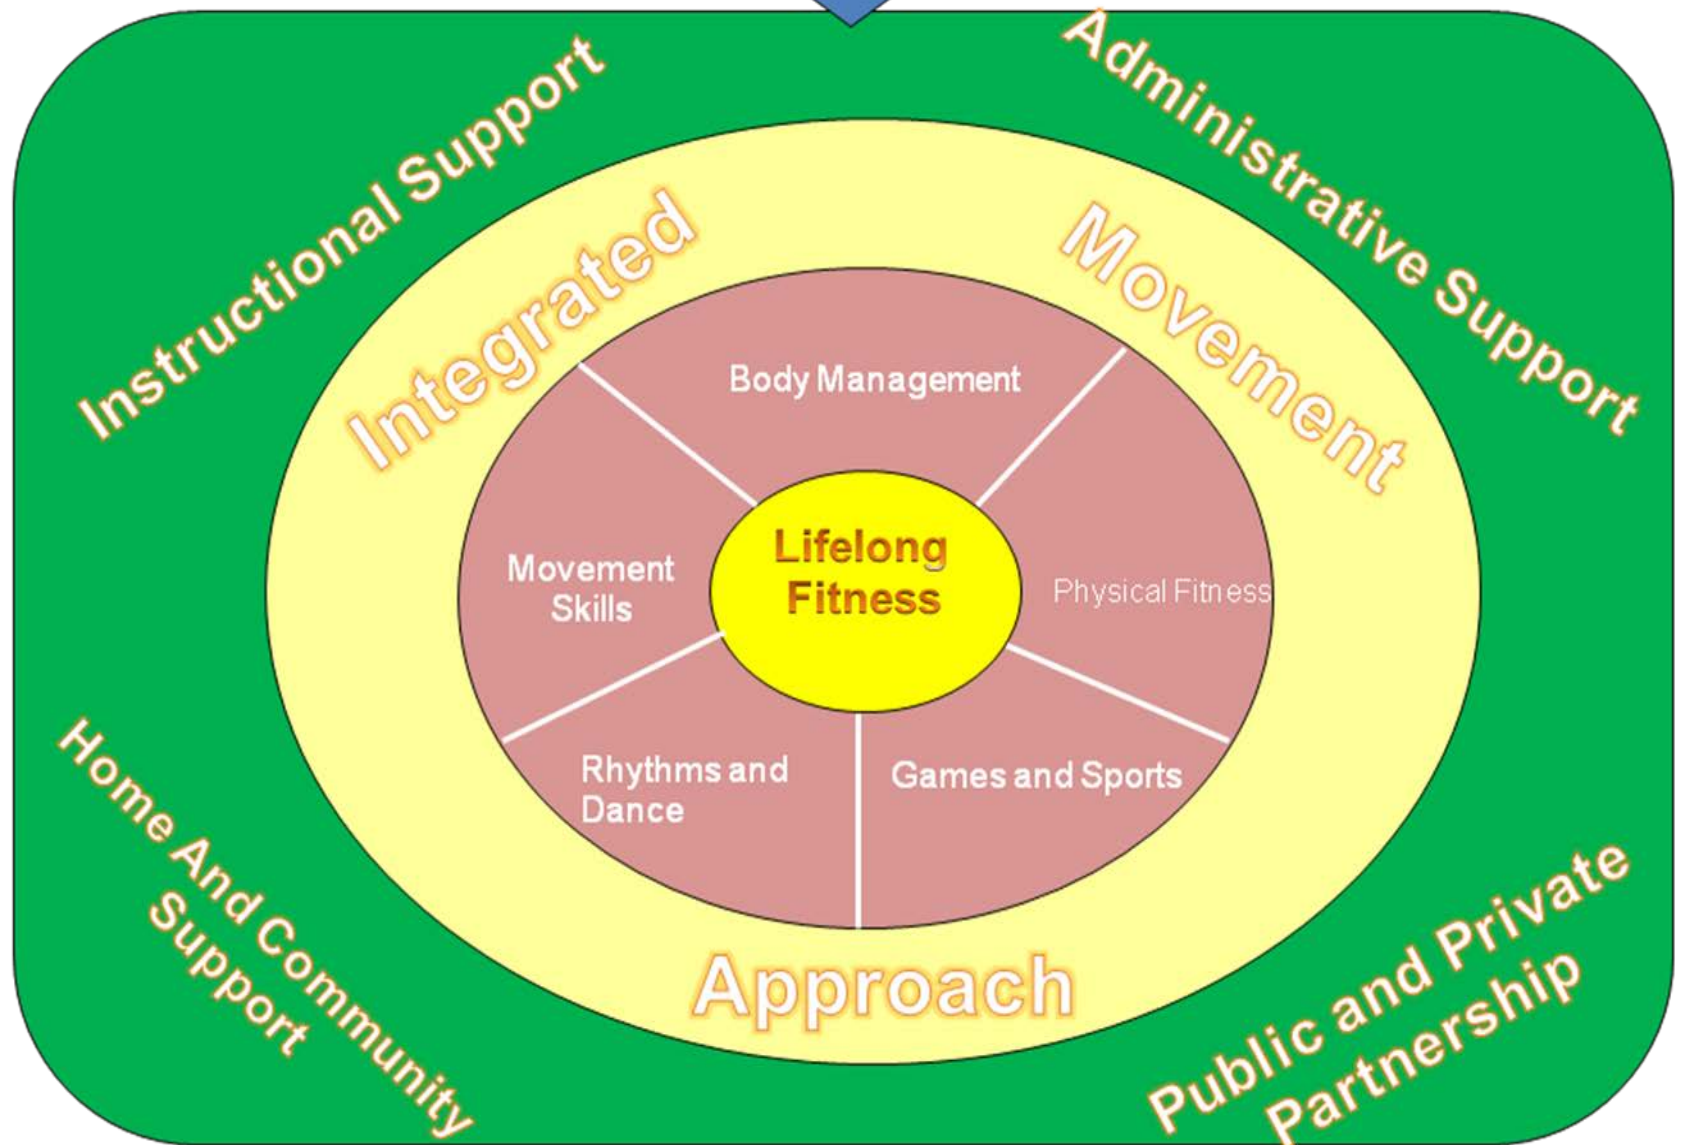 Instructional Support
Administrative Support
Integrated
Movement
Body Management
Lifelong
Fitness
Movement
Skills
Physical Fitness
Rhythms and
Dance
Games and Sports
Approach
Home And Community
Support
Public and Private
Partnership